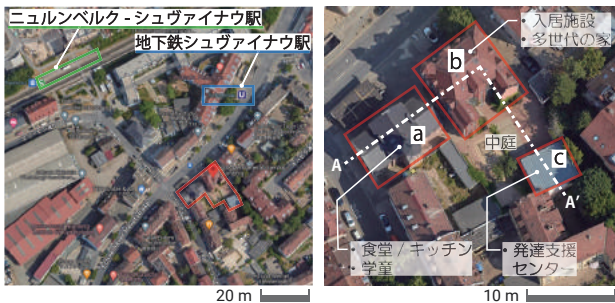 ニュルンベルク - シュヴァイナウ駅
地下鉄シュヴァイナウ駅
U
20 m
・入居施設
・多世代の家
b
a
中庭
c
A
A'
・食堂 / キッチン
・学童
・発達支援
センター
10 m